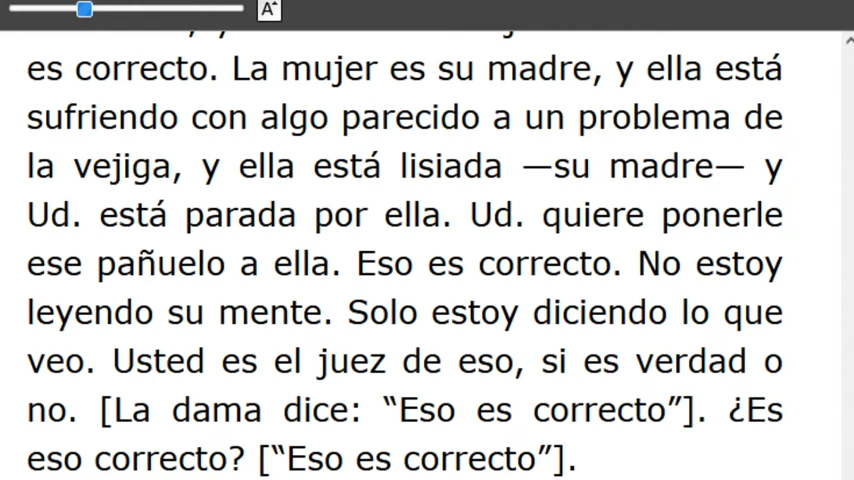 A
es correcto. La mujer es su madre, y ella está
sufriendo con algo parecido a un problema de
la vejiga, y ella está lisiada —su madre— y
Ud. está parada por ella. Ud. quiere ponerle
ese pañuelo a ella. Eso es correcto. No estoy
leyendo su mente. Solo estoy diciendo lo que
veo. Usted es el juez de eso, si es verdad o
no. [La dama dice: “Eso es correcto”]. ¿Es
eso correcto? [“Eso es correcto”].